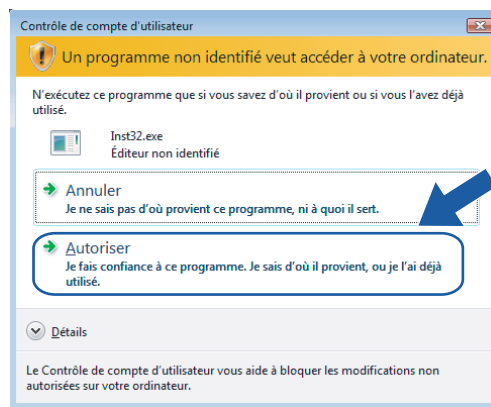 Contrôle de compte d'utilisateur
Un programme non identifié veut accéder à votre ordinateur.
N'exécutez ce programme que si vous savez d'où il provient ou si vous l'avez déjà
utilisé.
Inst32.exe
Éditeur non identifié
Annuler
Je ne sais pas d'où provient ce programme, ni à quoi il sert.
Autoriser
Je fais confiance à ce programme. Je sais d'où il provient, ou je l'ai déjà
utilisé.
Détails
Le Contrôle de compte d'utilisateur vous aide à bloquer les modifications non
autorisées sur votre ordinateur.